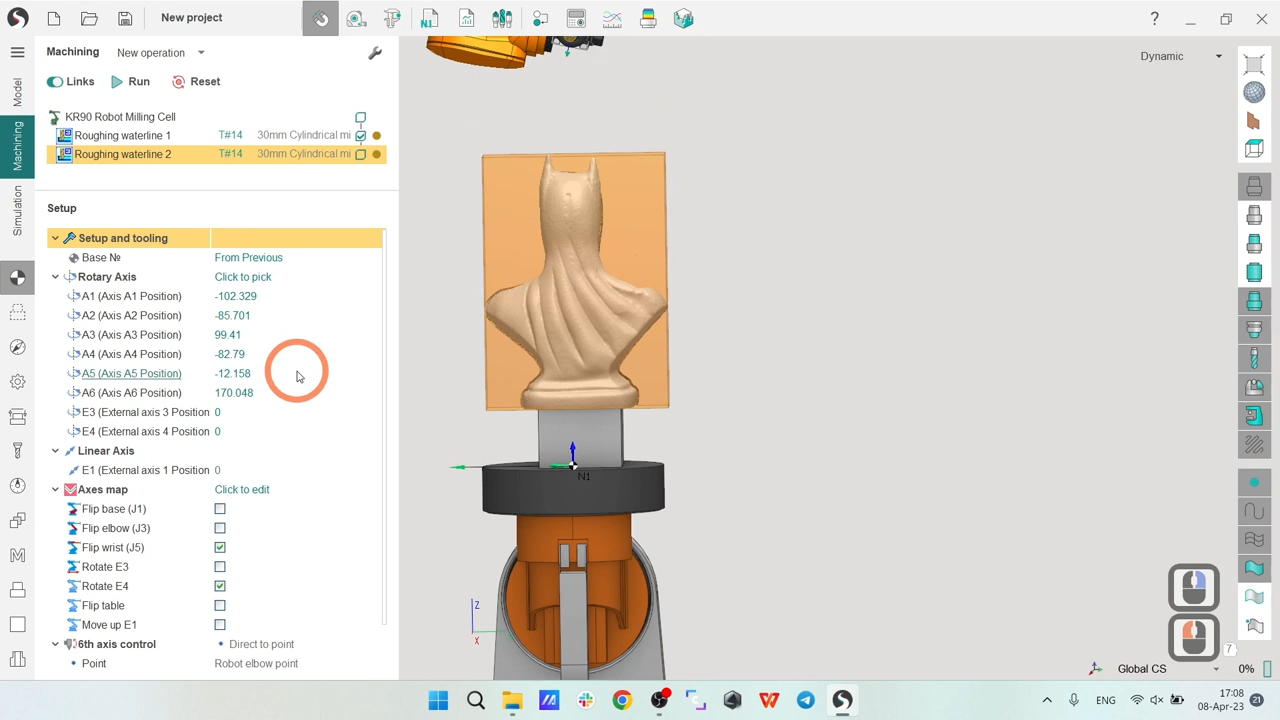 New project
N1
?
Machining
New operation
Links
Run
Reset
Dynamic
Model
Machining
Simulation
KR90 Robot Milling Cell
Roughing waterline 1 T#14 30mm Cylindrical mi
Roughing waterline 2 T#14 30mm Cylindrical mi
Setup
Setup and tooling
Base № From Previous
Rotary Axis Click to pick
A1 (Axis A1 Position) -102.329
A2 (Axis A2 Position) -85.701
A3 (Axis A3 Position) 99.41
A4 (Axis A4 Position) -82.79
A5 (Axis A5 Position) -12.158
A6 (Axis A6 Position) 170.048
E3 (External axis 3 Position 0
E4 (External axis 4 Position 0
Linear Axis
E1 (External axis 1 Position 0
Axes map Click to edit
Flip base (J1)
Flip elbow (J3)
Flip wrist (J5)
Rotate E3
Rotate E4
Flip table
Move up E1
6th axis control Direct to point
Point Robot elbow point
N1
Z
X
7
Global CS 0%
ENG
17:08
08-Apr-23
21